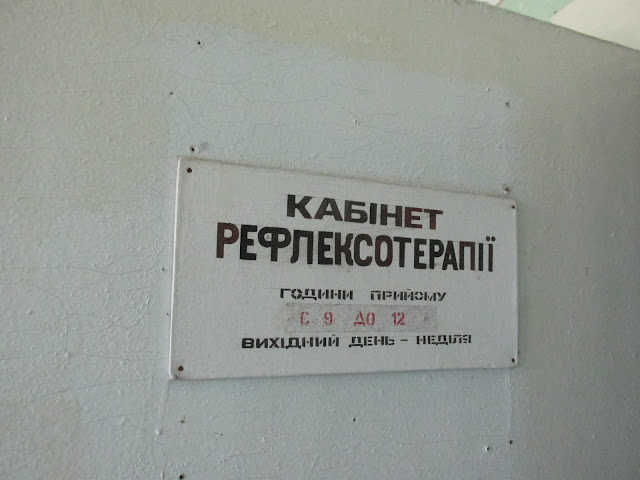 КАБІНЕТ
РЕФЛЕКСОТЕРАПІЇ
ГОДИНИ ПРИЙОМУ
С 9 ДО 12
ВИХІДНИЙ ДЕНЬ – НЕДІЛЯ